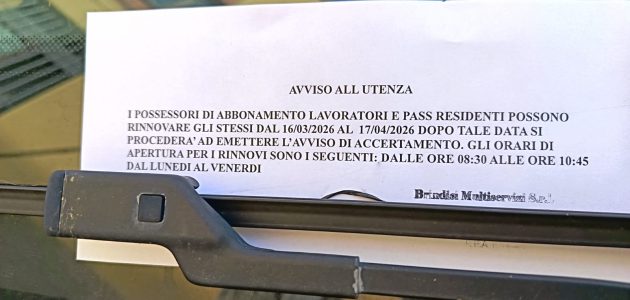 AVVISO ALL UTENZA
I POSSESSORI DI ABBONAMENTO LAVORATORI E PASS RESIDENTI POSSONO
RINNOVARE GLI STESSI DAL 16/03/2026 AL 17/04/2026 DOPO TALE DATA SI
PROCEDERA' AD EMETTERE L'AVVISO DI ACCERTAMENTO. GLI ORARI DI
APERTURA PER I RINNOVI SONO I SEGUENTI: DALLE ORE 08:30 ALLE ORE 10:45
DAL LUNEDI AL VENERDI
Brindisi Multiservizi S.r.l.